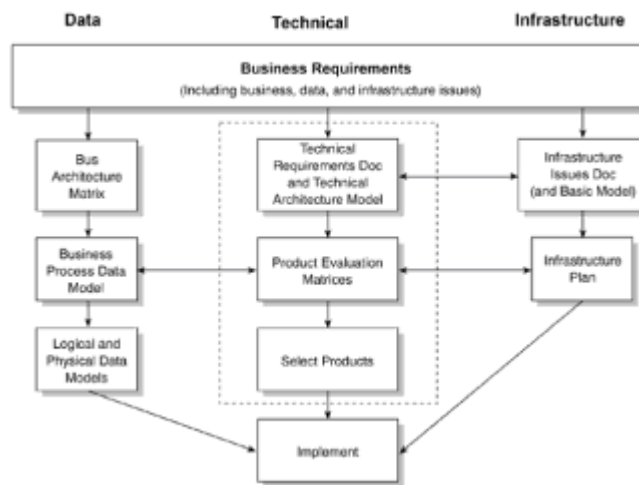 Data Technical Infrastructure
Business Requirements
(Including business, data, and infrastructure issues)
Bus
Architecture
Matrix
Technical
Requirements Doc
and Technical
Architecture Model
Infrastructure
Issues Doc
(and Basic Model)
Business
Process Data
Model
Product Evaluation
Matrices
Infrastructure
Plan
Logical and
Physical Data
Models
Select Products
Implement